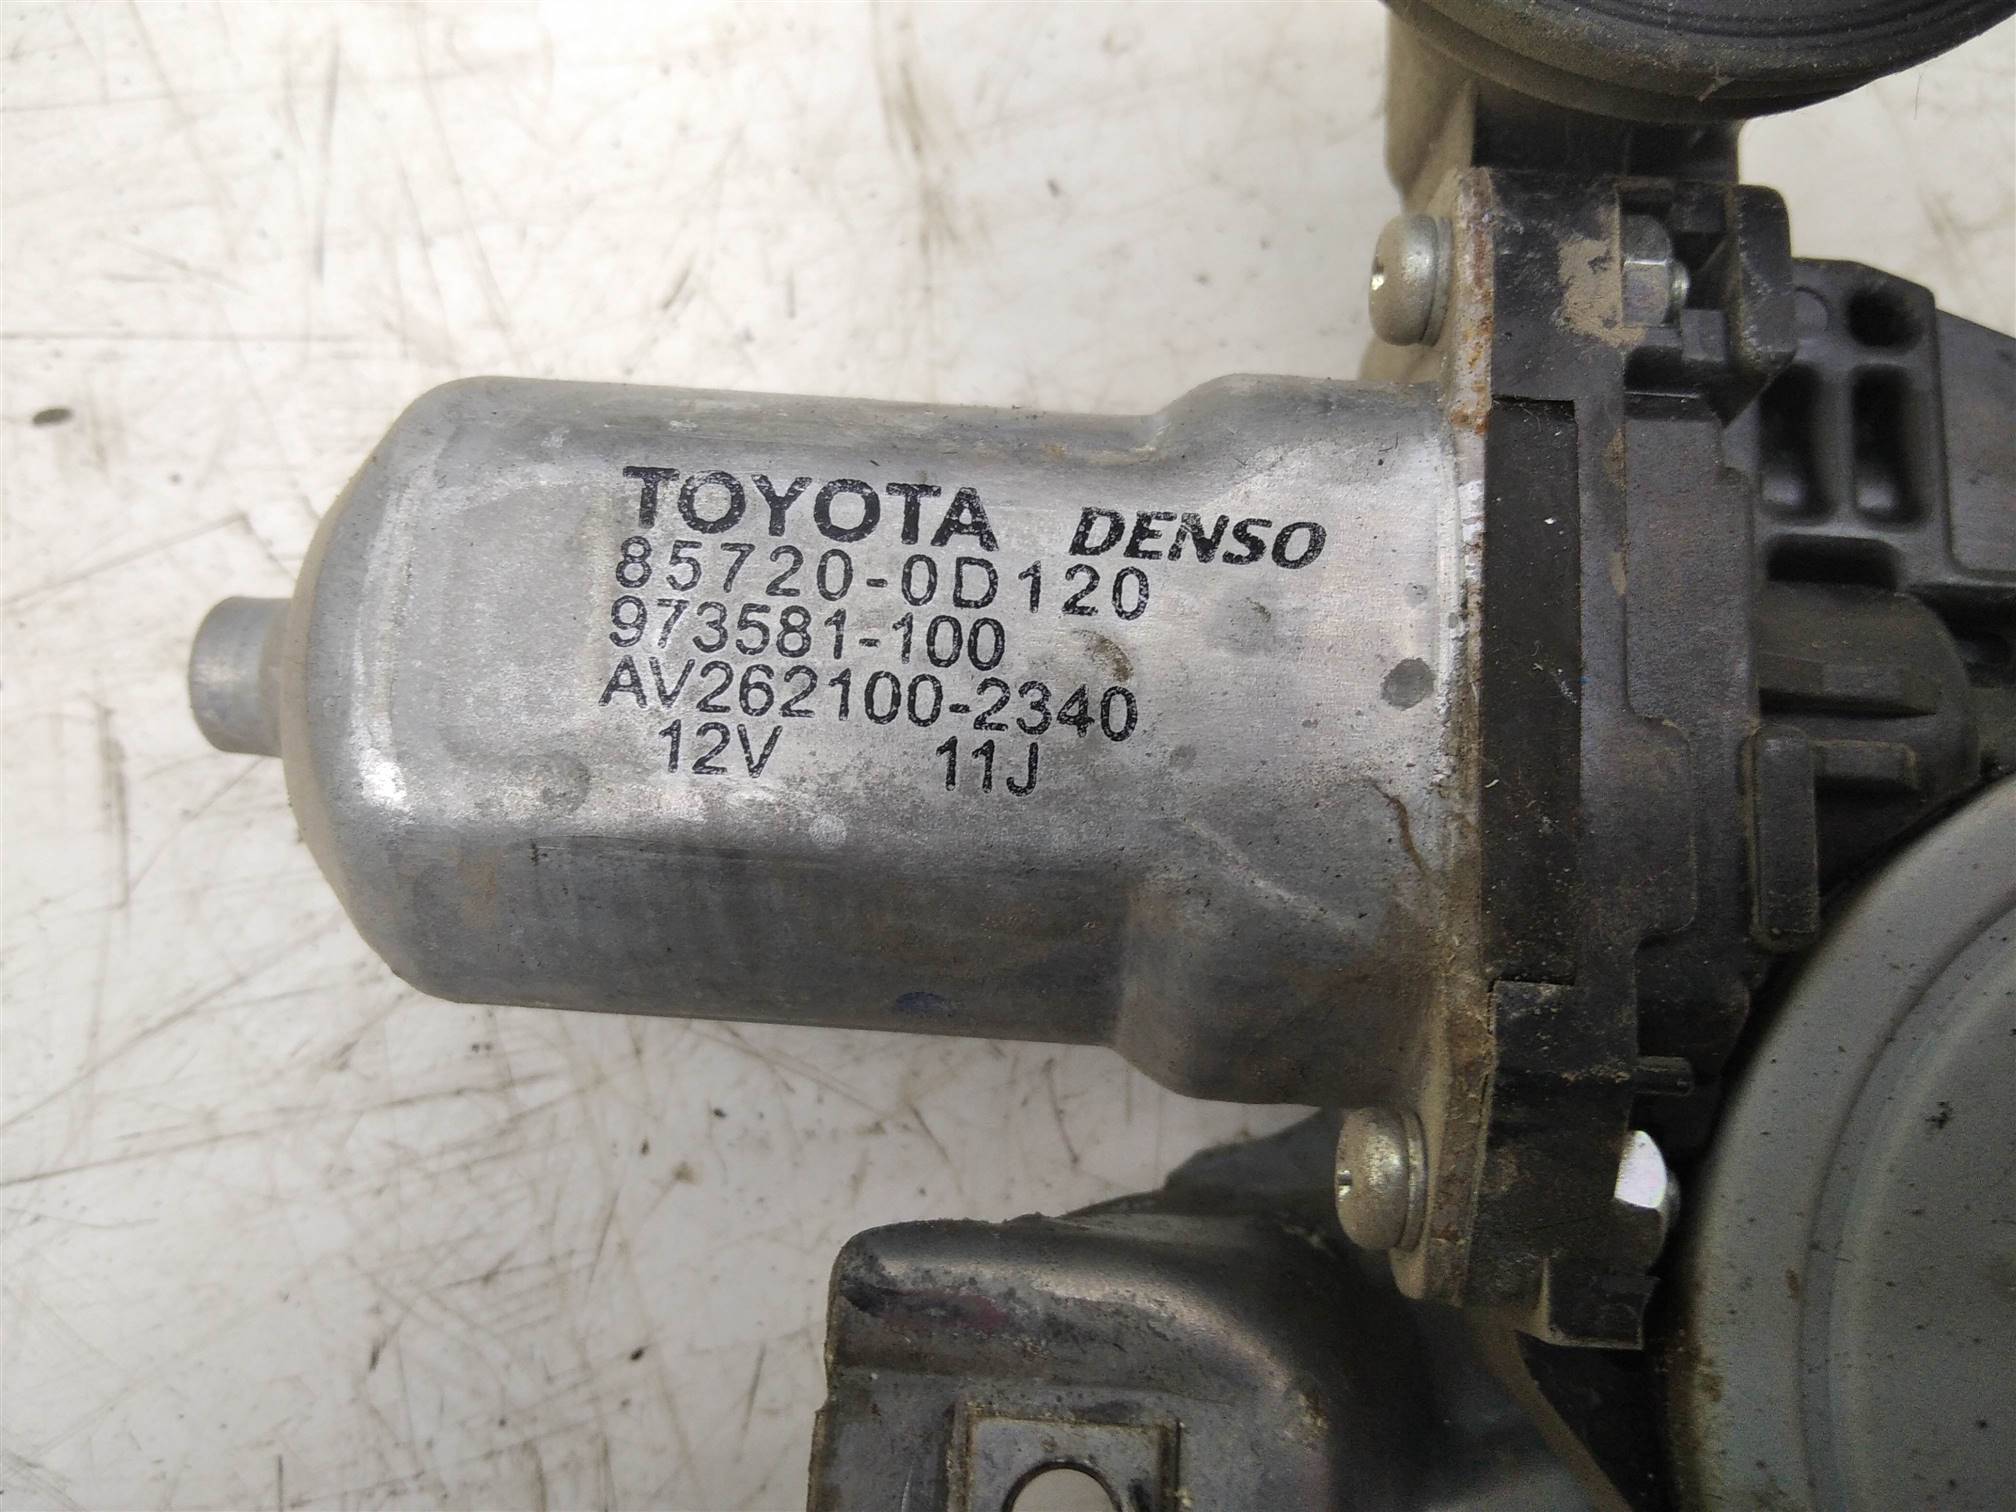 TOYOTA DENSO
85720-0D120
973581-100
AV262100-2340
12V 11J